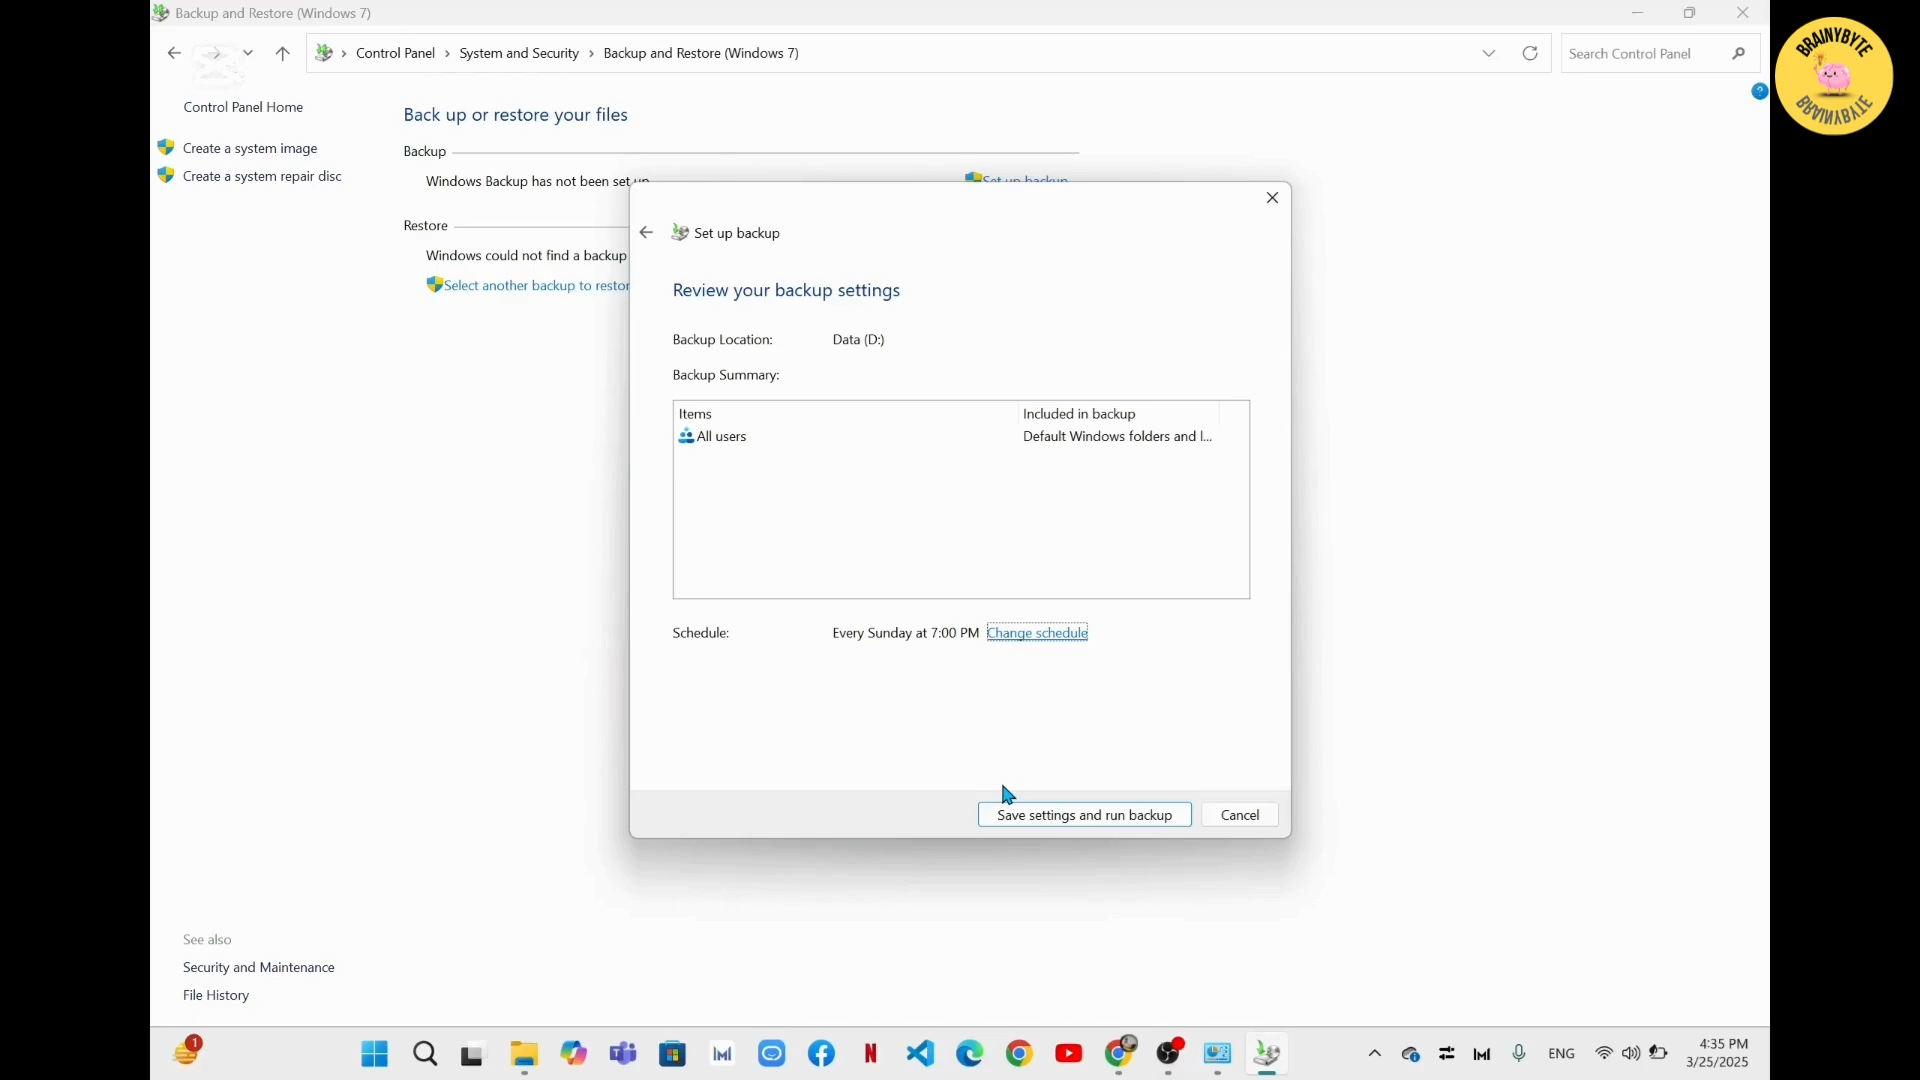 Backup and Restore (Windows 7)
Control Panel > System and Security > Backup and Restore (Windows 7)
Search Control Panel
BRAINYBYTE
BRAINYBYTE
Control Panel Home
Create a system image
Create a system repair disc
Back up or restore your files
Backup
Windows Backup has not been set up
Set up backup
Restore
Windows could not find a backup
Select another backup to restor
Set up backup
Review your backup settings
Backup Location: Data (D:)
Backup Summary:
Items Included in backup
All users Default Windows folders and l...
Schedule: Every Sunday at 7:00 PM Change schedule
Save settings and run backup Cancel
See also
Security and Maintenance
File History
1
ENG
4:35 PM
3/25/2025